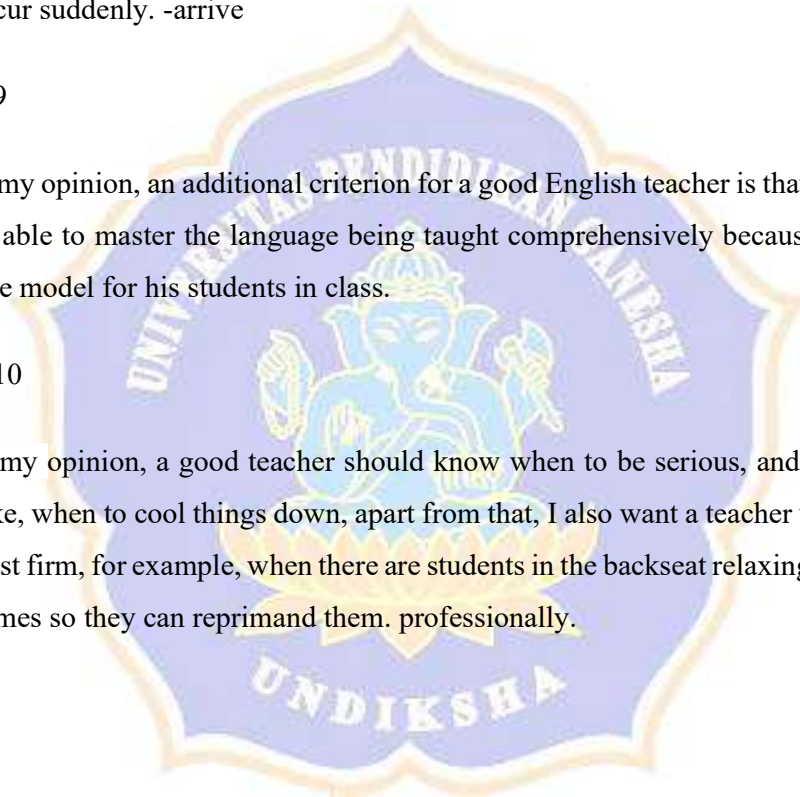 cur suddenly. -arrive
9
my opinion, an additional criterion for a good English teacher is
able to master the language being taught comprehensively
e model for his students in class.
10
my opinion, a good teacher should know when to be serious, and
ke, when to cool things down, apart from that, I also want a teacher
st firm, for example, when there are students in the backseat relaxing
mes so they can reprimand them. professionally.
UNIVERSITAS PENDIDIKAN GANESHA
UNDIKSHA